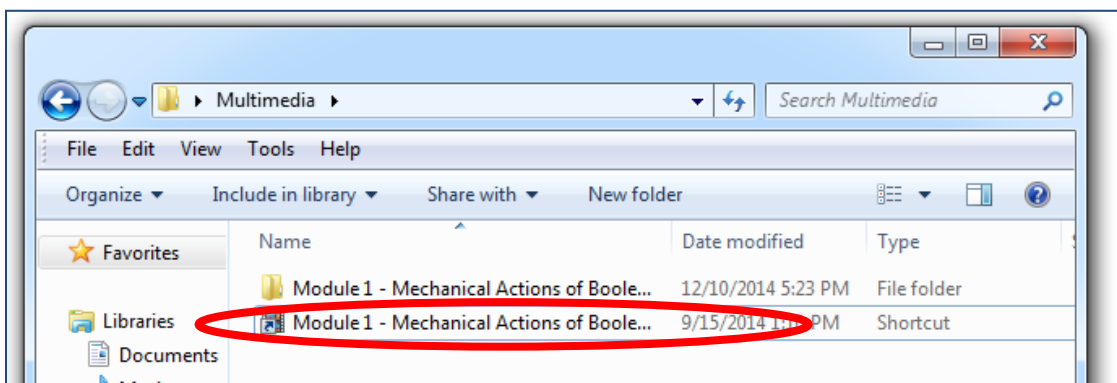 Multimedia
Search Multimedia
File Edit View Tools Help
Organize Include in library Share with New folder
Name Date modified Type
Favorites
Module 1 - Mechanical Actions of Boole... 12/10/2014 5:23 PM File folder
Libraries Module 1 - Mechanical Actions of Boole... 9/15/2014 PM Shortcut
Documents